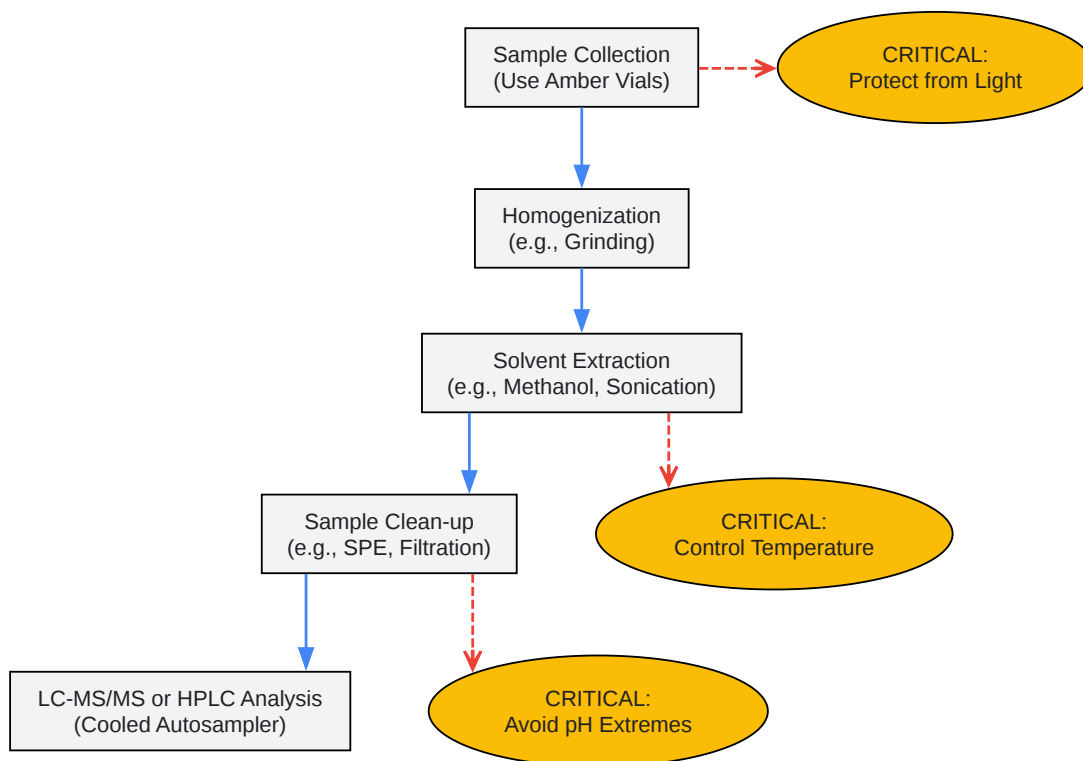 Sample Collection
(Use Amber Vials)
CRITICAL:
Protect from Light
Homogenization
(e.g., Grinding)
Solvent Extraction
(e.g., Methanol, Sonication)
Sample Clean-up
(e.g., SPE, Filtration)
CRITICAL:
Control Temperature
LC-MS/MS or HPLC Analysis
(Cooled Autosampler)
CRITICAL:
Avoid pH Extremes